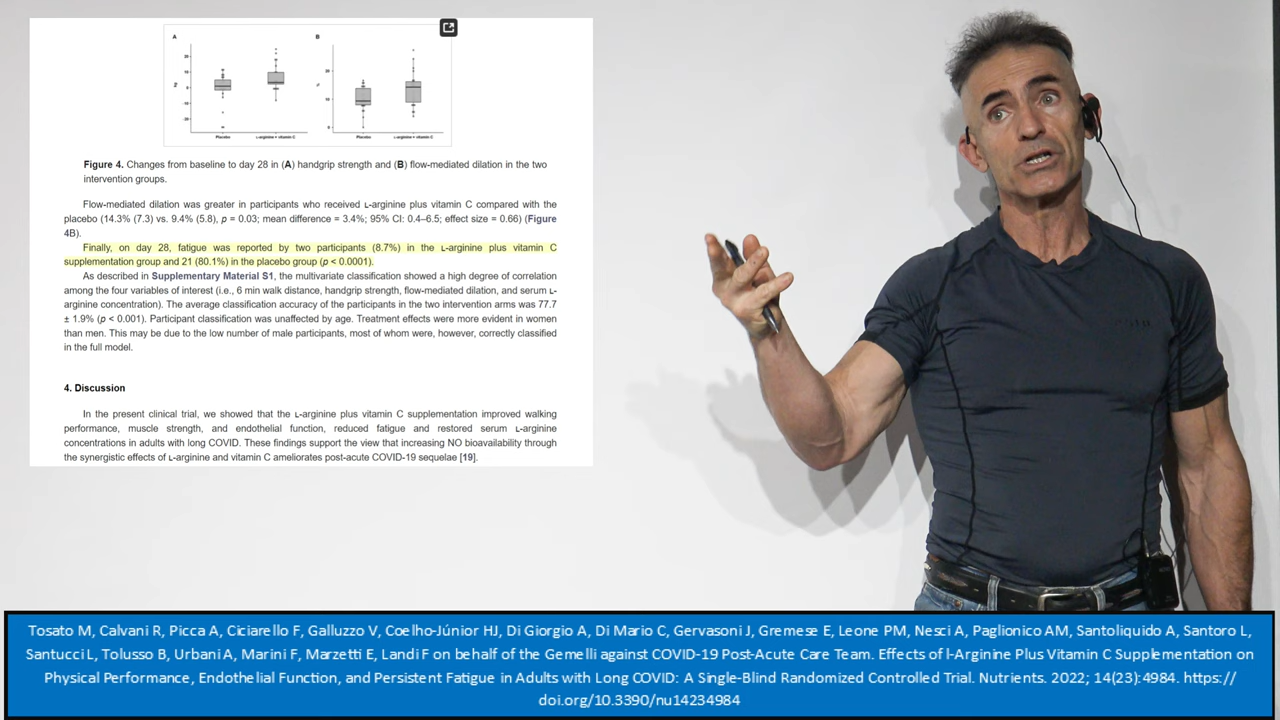 A
B
20
10
0
-10
-20
kg
20
10
0
%
Placebo
L-arginine + vitamin C
Placebo
L-arginine + vitamin C
Figure 4. Changes from baseline to day 28 in (A) handgrip strength and (B) flow-mediated dilation in the two
intervention groups.
Flow-mediated dilation was greater in participants who received L-arginine plus vitamin C compared with the
placebo (14.3% (7.3) vs. 9.4% (5.8), p = 0.03; mean difference = 3.4%; 95% CI: 0.4–6.5; effect size = 0.66) (Figure
4B).
Finally, on day 28, fatigue was reported by two participants (8.7%) in the L-arginine plus vitamin C
supplementation group and 21 (80.1%) in the placebo group (p < 0.0001).
As described in Supplementary Material S1, the multivariate classification showed a high degree of correlation
among the four variables of interest (i.e., 6 min walk distance, handgrip strength, flow-mediated dilation, and serum L-
arginine concentration). The average classification accuracy of the participants in the two intervention arms was 77.7
± 1.9% (p < 0.001). Participant classification was unaffected by age. Treatment effects were more evident in women
than men. This may be due to the low number of male participants, most of whom were, however, correctly classified
in the full model.
4. Discussion
In the present clinical trial, we showed that the L-arginine plus vitamin C supplementation improved walking
performance, muscle strength, and endothelial function, reduced fatigue and restored serum L-arginine
concentrations in adults with long COVID. These findings support the view that increasing NO bioavailability through
the synergistic effects of L-arginine and vitamin C ameliorates post-acute COVID-19 sequelae [19].
Tosato M, Calvani R, Picca A, Ciciarello F, Galluzzo V, Coelho-Júnior HJ, Di Giorgio A, Di Mario C, Gervasoni J, Gremese E, Leone PM, Nesci A, Paglionico AM, Santoliquido A, Santoro L,
Santucci L, Tolusso B, Urbani A, Marini F, Marzetti E, Landi F on behalf of the Gemelli against COVID-19 Post-Acute Care Team. Effects of l-Arginine Plus Vitamin C Supplementation on
Physical Performance, Endothelial Function, and Persistent Fatigue in Adults with Long COVID: A Single-Blind Randomized Controlled Trial. Nutrients. 2022; 14(23):4984. https://
doi.org/10.3390/nu14234984